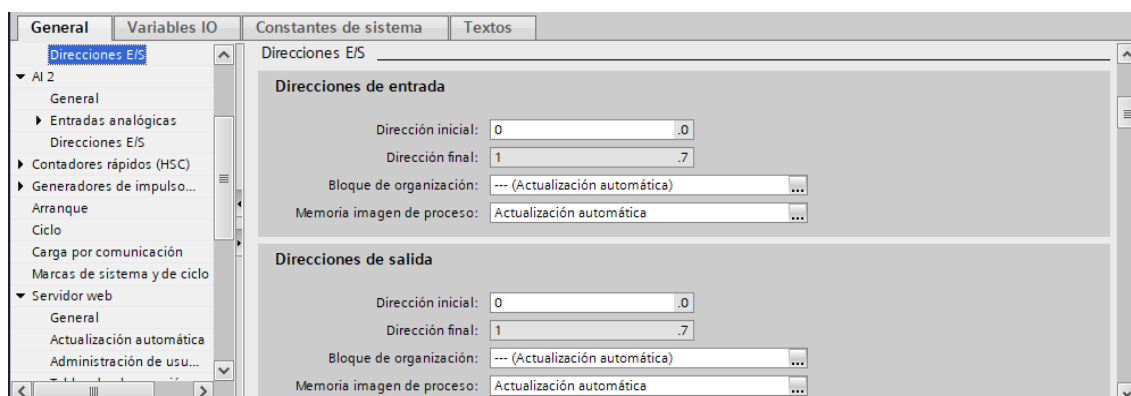 General Variables IO Constantes de sistema Textos
Direcciones E/S
AI 2
General
Entradas analógicas
Direcciones E/S
Contadores rápidos (HSC)
Generadores de impulso...
Arranque
Ciclo
Carga por comunicación
Marcas de sistema y de ciclo
Servidor web
General
Actualización automática
Administración de usu...
Direcciones E/S
Direcciones de entrada
Dirección inicial: 0 .0
Dirección final: 1 .7
Bloque de organización: --- (Actualización automática) ...
Memoria imagen de proceso: Actualización automática ...
Direcciones de salida
Dirección inicial: 0 .0
Dirección final: 1 .7
Bloque de organización: --- (Actualización automática) ...
Memoria imagen de proceso: Actualización automática ...